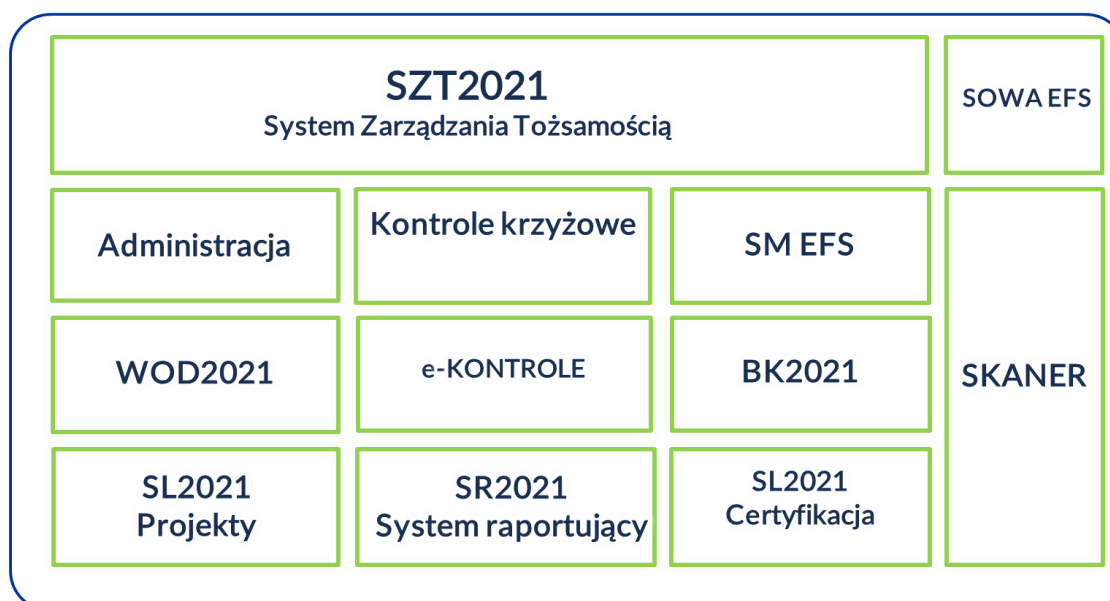 SZT2021
System Zarządzania Tożsamością
SOWA EFS
Administracja
Kontrole krzyżowe
SM EFS
WOD2021
e-KONTROLE
BK2021
SKANER
SL2021
Projekty
SR2021
System raportujący
SL2021
Certyfikacja